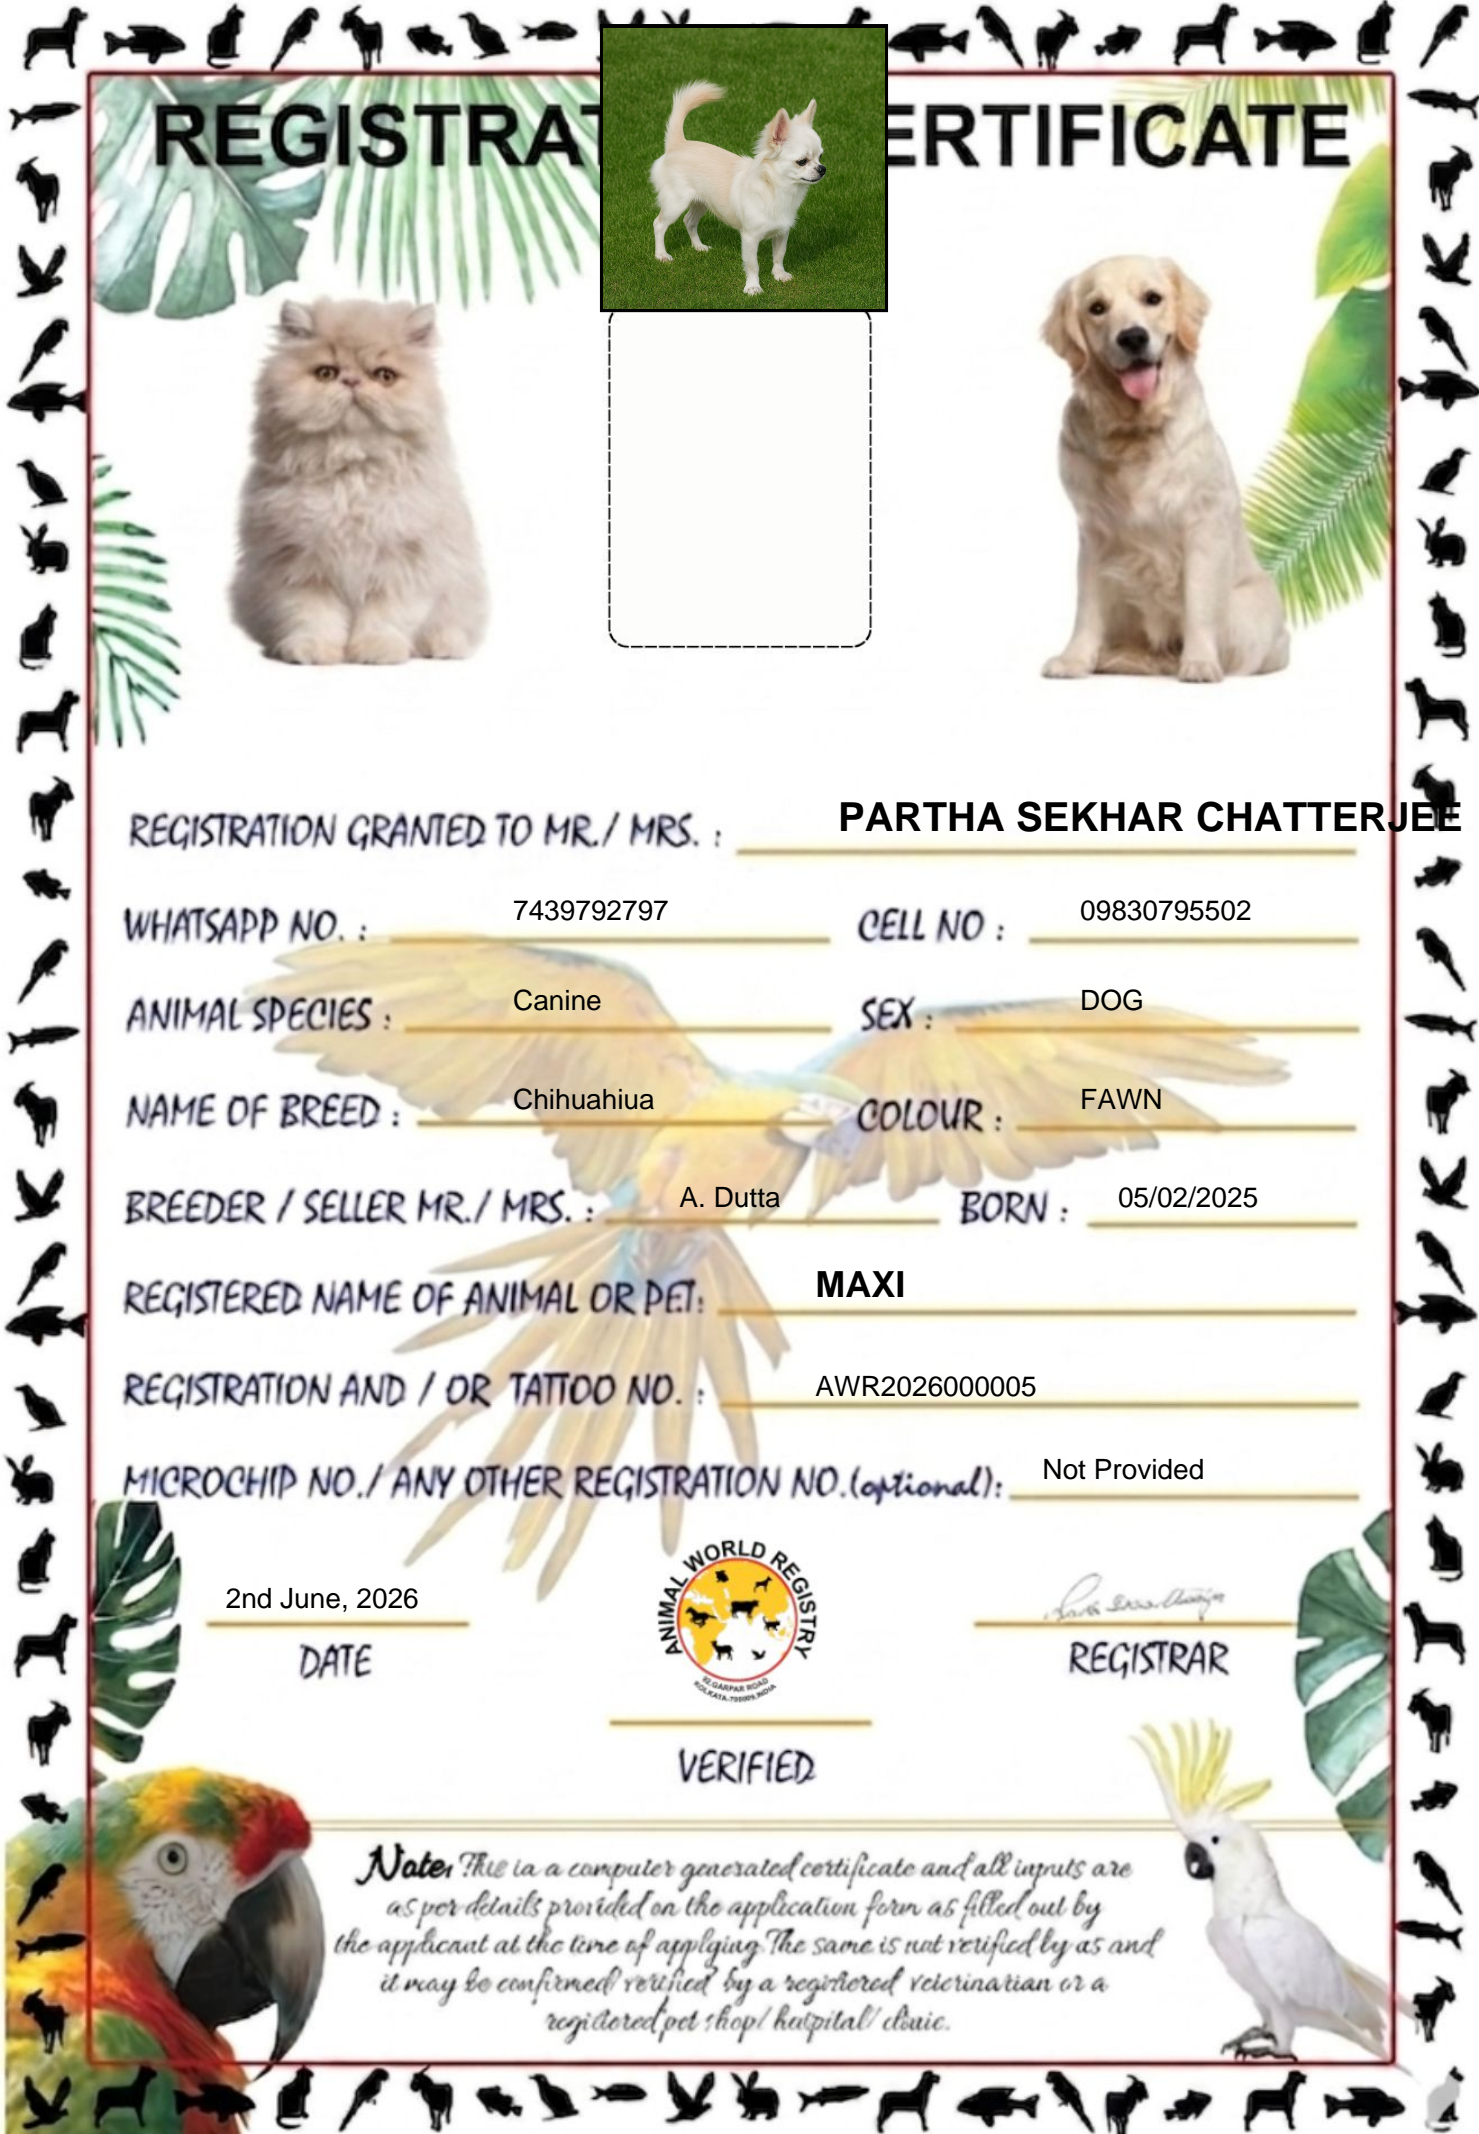 REGISTRAT ERTIFICATE
REGISTRATION GRANTED TO MR./ MRS. : PARTHA SEKHAR CHATTERJEE
WHATSAPP NO. : 7439792797 CELL NO : 09830795502
ANIMAL SPECIES : Canine SEX : DOG
NAME OF BREED : Chihuahiua COLOUR : FAWN
BREEDER / SELLER MR./ MRS. : A. Dutta BORN : 05/02/2025
REGISTERED NAME OF ANIMAL OR PET: MAXI
REGISTRATION AND / OR TATTOO NO. : AWR2026000005
MICROCHIP NO./ ANY OTHER REGISTRATION NO.(optional): Not Provided
2nd June, 2026
DATE
ANIMAL WORLD REGISTRY
92,GARPAR ROAD
KOLKATA-700009,INDIA
REGISTRAR
VERIFIED
Note: This is a computer generated certificate and all inputs are
as per details provided on the application form as filled out by
the applicant at the time of applying. The same is not verified by us and
it may be confirmed/ verified by a registered veterinarian or a
registered pet shop/ hospital/ clinic.